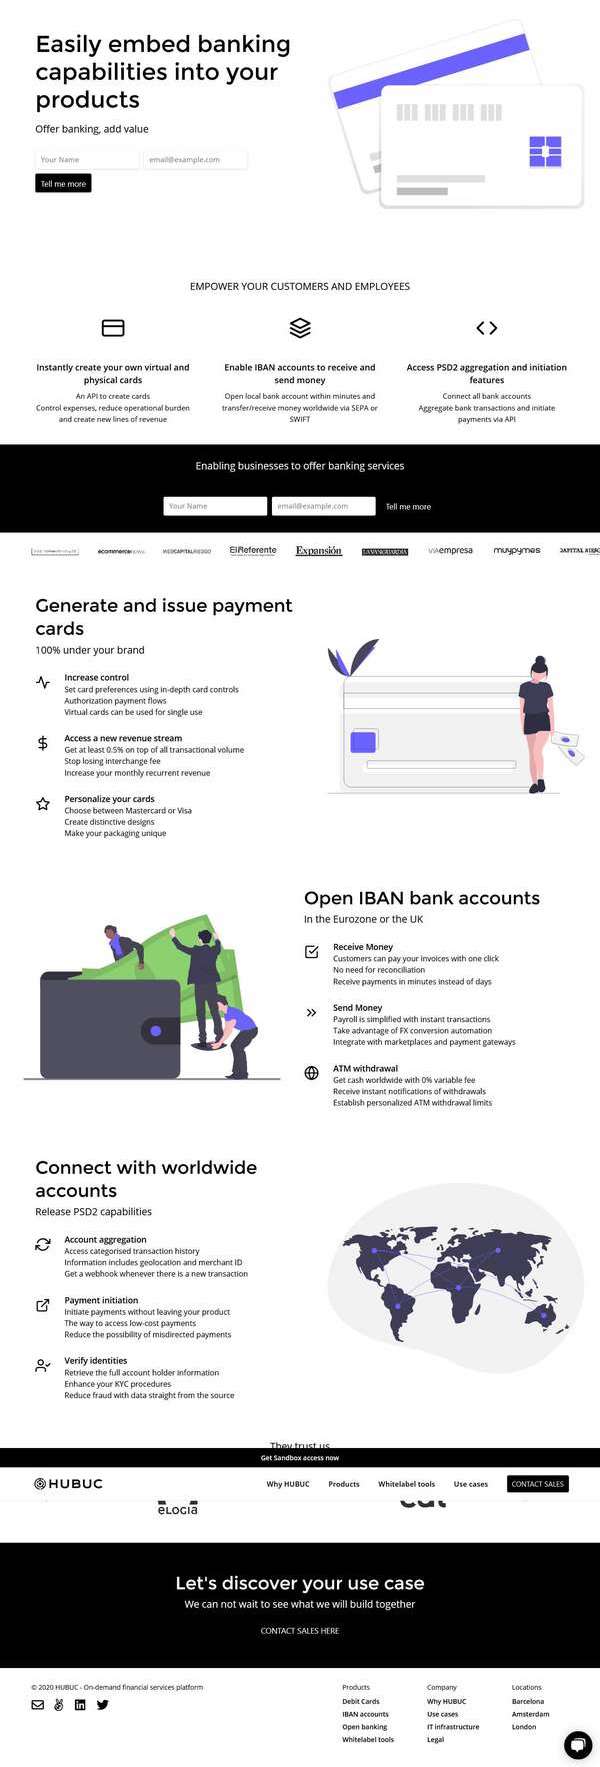 Easily embed banking
capabilities into your
products
Offer banking, add value
Your Name
email@example.com
Tell me more
EMPOWER YOUR CUSTOMERS AND EMPLOYEES
Instantly create your own virtual and
physical cards
An API to create cards
Control expenses, reduce operational burden
and create new lines of revenue
Enable IBAN accounts to receive and
send money
Open local bank account within minutes and
transfer/receive money worldwide via SEPA or
SWIFT
Access PSD2 aggregation and initiation
features
Connect all bank accounts
Aggregate bank transactions and initiate
payments via API
Enabling businesses to offer banking services
Your Name
email@example.com
Tell me more
ecommerce
WEBCAPITALRIESGO
ElReferente
Expansión
LA VANGUARDIA
VIAempresa
muypymes
CAPITAL
Generate and issue payment
cards
100% under your brand
Increase control
Set card preferences using in-depth card controls
Authorization payment flows
Virtual cards can be used for single use
Access a new revenue stream
Get at least 0.5% on top of all transactional volume
Stop losing interchange fee
Increase your monthly recurrent revenue
Personalize your cards
Choose between Mastercard or Visa
Create distinctive designs
Make your packaging unique
Open IBAN bank accounts
In the Eurozone or the UK
Receive Money
Customers can pay your invoices with one click
No need for reconciliation
Receive payments in minutes instead of days
Send Money
Payroll is simplified with instant transactions
Take advantage of FX conversion automation
Integrate with marketplaces and payment gateways
ATM withdrawal
Get cash worldwide with 0% variable fee
Receive instant notifications of withdrawals
Establish personalized ATM withdrawal limits
Connect with worldwide
accounts
Release PSD2 capabilities
Account aggregation
Access categorised transaction history
Information includes geolocation and merchant ID
Get a webhook whenever there is a new transaction
Payment initiation
Initiate payments without leaving your product
The way to access low-cost payments
Reduce the possibility of misdirected payments
Verify identities
Retrieve the full account holder information
Enhance your KYC procedures
Reduce fraud with data straight from the source
They trust us
Get Sandbox access now
HUBUC
Why HUBUC
Products
Whitelabel tools
Use cases
CONTACT SALES
eLOGIA
Let's discover your use case
We can not wait to see what we will build together
CONTACT SALES HERE
© 2020 HUBUC - On-demand financial services platform
Products
Debit Cards
IBAN accounts
Open banking
Whitelabel tools
Company
Why HUBUC
Use cases
IT infrastructure
Legal
Locations
Barcelona
Amsterdam
London